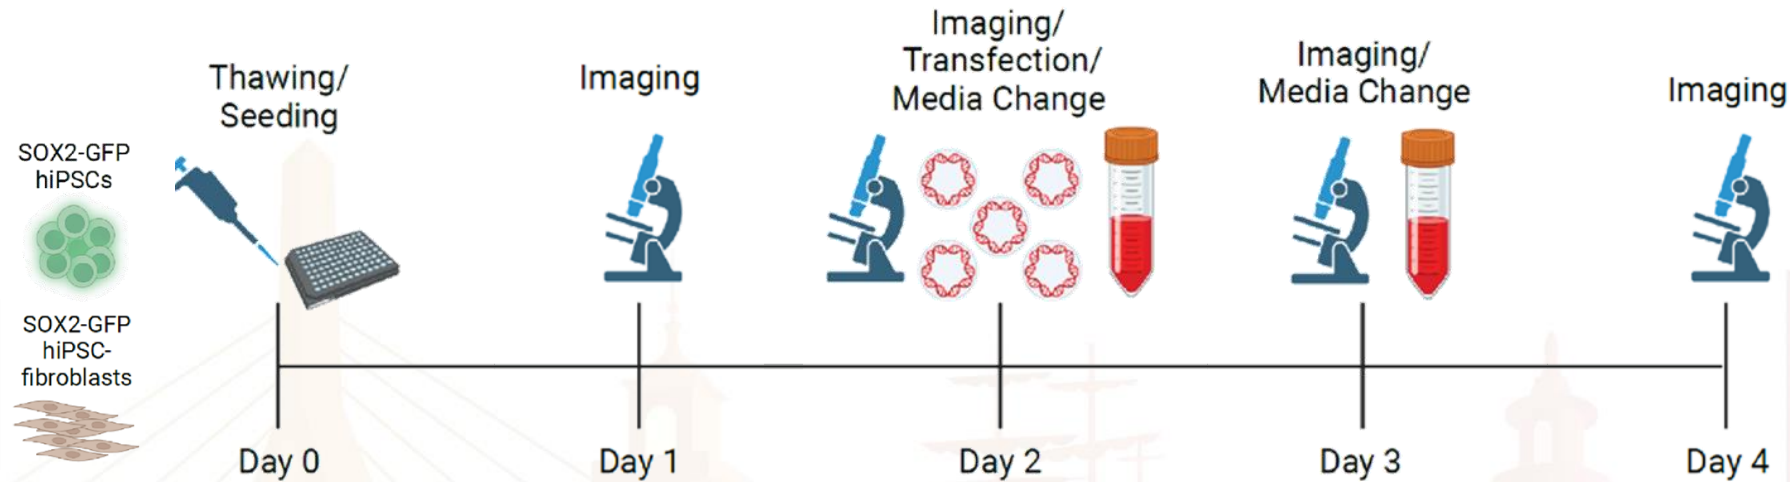 Thawing/
Seeding
Imaging
Imaging/
Transfection/
Media Change
Imaging/
Media Change
Imaging
SOX2-GFP
hiPSCs
SOX2-GFP
hiPSC-
fibroblasts
Day 0
Day 1
Day 2
Day 3
Day 4